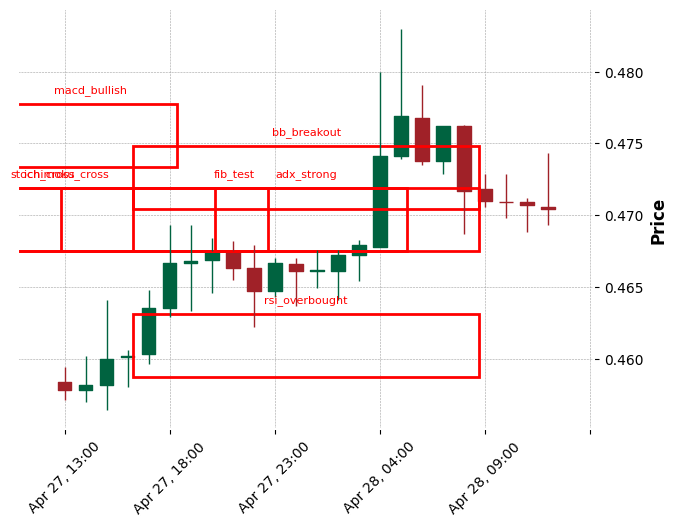 macd_bullish
bb_breakout
stoch_cross
ichimoku_cross
fib_test
adx_strong
rsi_overbought
0.480
0.475
0.470
0.465
0.460
Price
Apr 27, 13:00
Apr 27, 18:00
Apr 27, 23:00
Apr 28, 04:00
Apr 28, 09:00